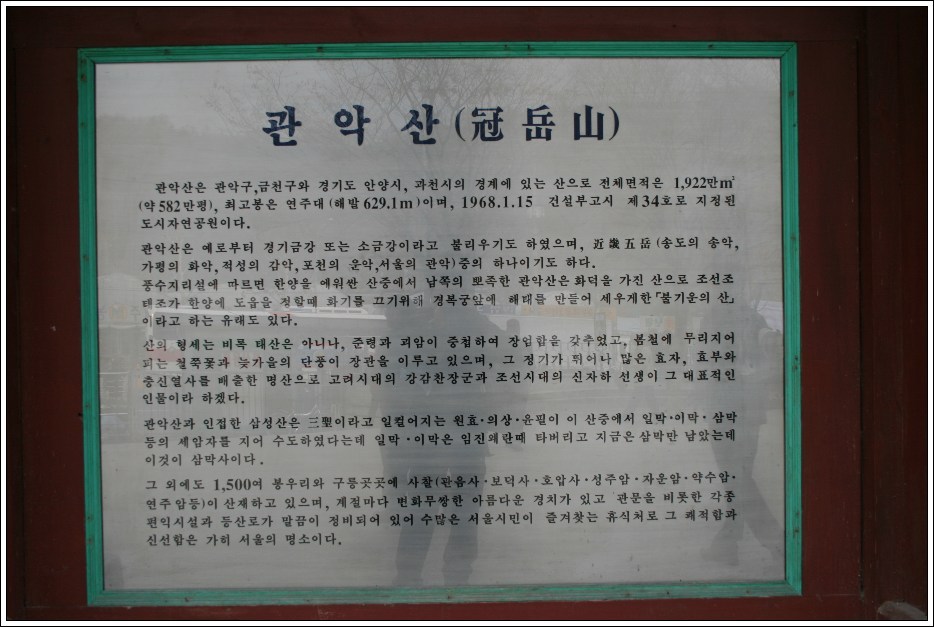 관 악 산 (冠岳山)
관악산은 관악구,금천구와 경기도 안양시, 과천시의 경계에 있는 산으로 전체면적은 1,922만㎡
(약582만평), 최고봉은 연주대 (해발 629.1m)이며, 1968.1.15 건설부고시 제34호로 지정된
도시자연공원이다.
관악산은 예로부터 경기금강 또는 소금강이라고 불리우기도 하였으며, 近畿五岳 (송도의 송악,
가평의 화악,적성의 감악,포천의 운악,서울의 관악)중의 하나이기도 하다.
풍수지리설에 따르면 한양을 에워싼 산중에서 남쪽의 뾰족한 관악산은 화덕을 가진 산으로 조선조
태조가 한양에 도읍을 정할때 화기를 끄기위해 경복궁앞에 해태를 만들어 세우게한「불기운의 산」
이라고 하는 유래도 있다.
산의 형세는 비록 태산은 아니나, 준령과 괴암이 중첩하여 장엄함을 갖추었고, 봄철에 무리지어
피는 철쭉꽃과 늦가을의 단풍이 장관을 이루고 있으며, 그 정기가 뛰어나 많은 효자, 효부와
충신열사를 배출한 명산으로 고려시대의 강감찬장군과 조선시대의 신자하 선생이 그 대표적인
인물이라 하겠다.
관악산과 인접한 삼성산은 三聖이라고 일컬어지는 원효·의상·윤필이 이 산중에서 일막·이막·삼막
등의 세암자를 지어 수도하였다는데 일막·이막은 임진왜란때 타버리고 지금은 삼막만 남았는데
이것이 삼막사이다.
그 외에도 1,500여 봉우리와 구릉곳곳에 사찰(관음사·보덕사·호압사·성주암·자운암·약수암·
연주암등)이 산재하고 있으며, 계절마다 변화무쌍한 아름다운 경치가 있고 관문을 비롯한 각종
편익시설과 등산로가 말끔이 정비되어 있어 수많은 서울시민이 즐겨찾는 휴식처로 그 쾌적함과
신선함은 가히 서울의 명소이다.